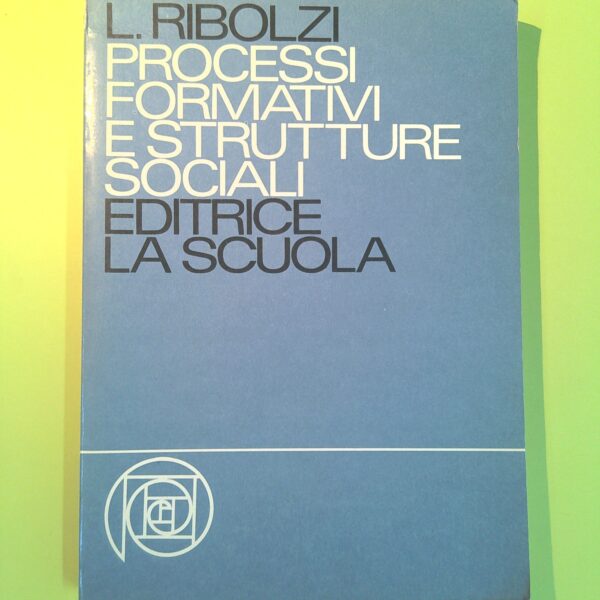 L. RIBOLZI
PROCESSI
FORMATIVI
E STRUTTURE
SOCIALI
EDITRICE
LA SCUOLA